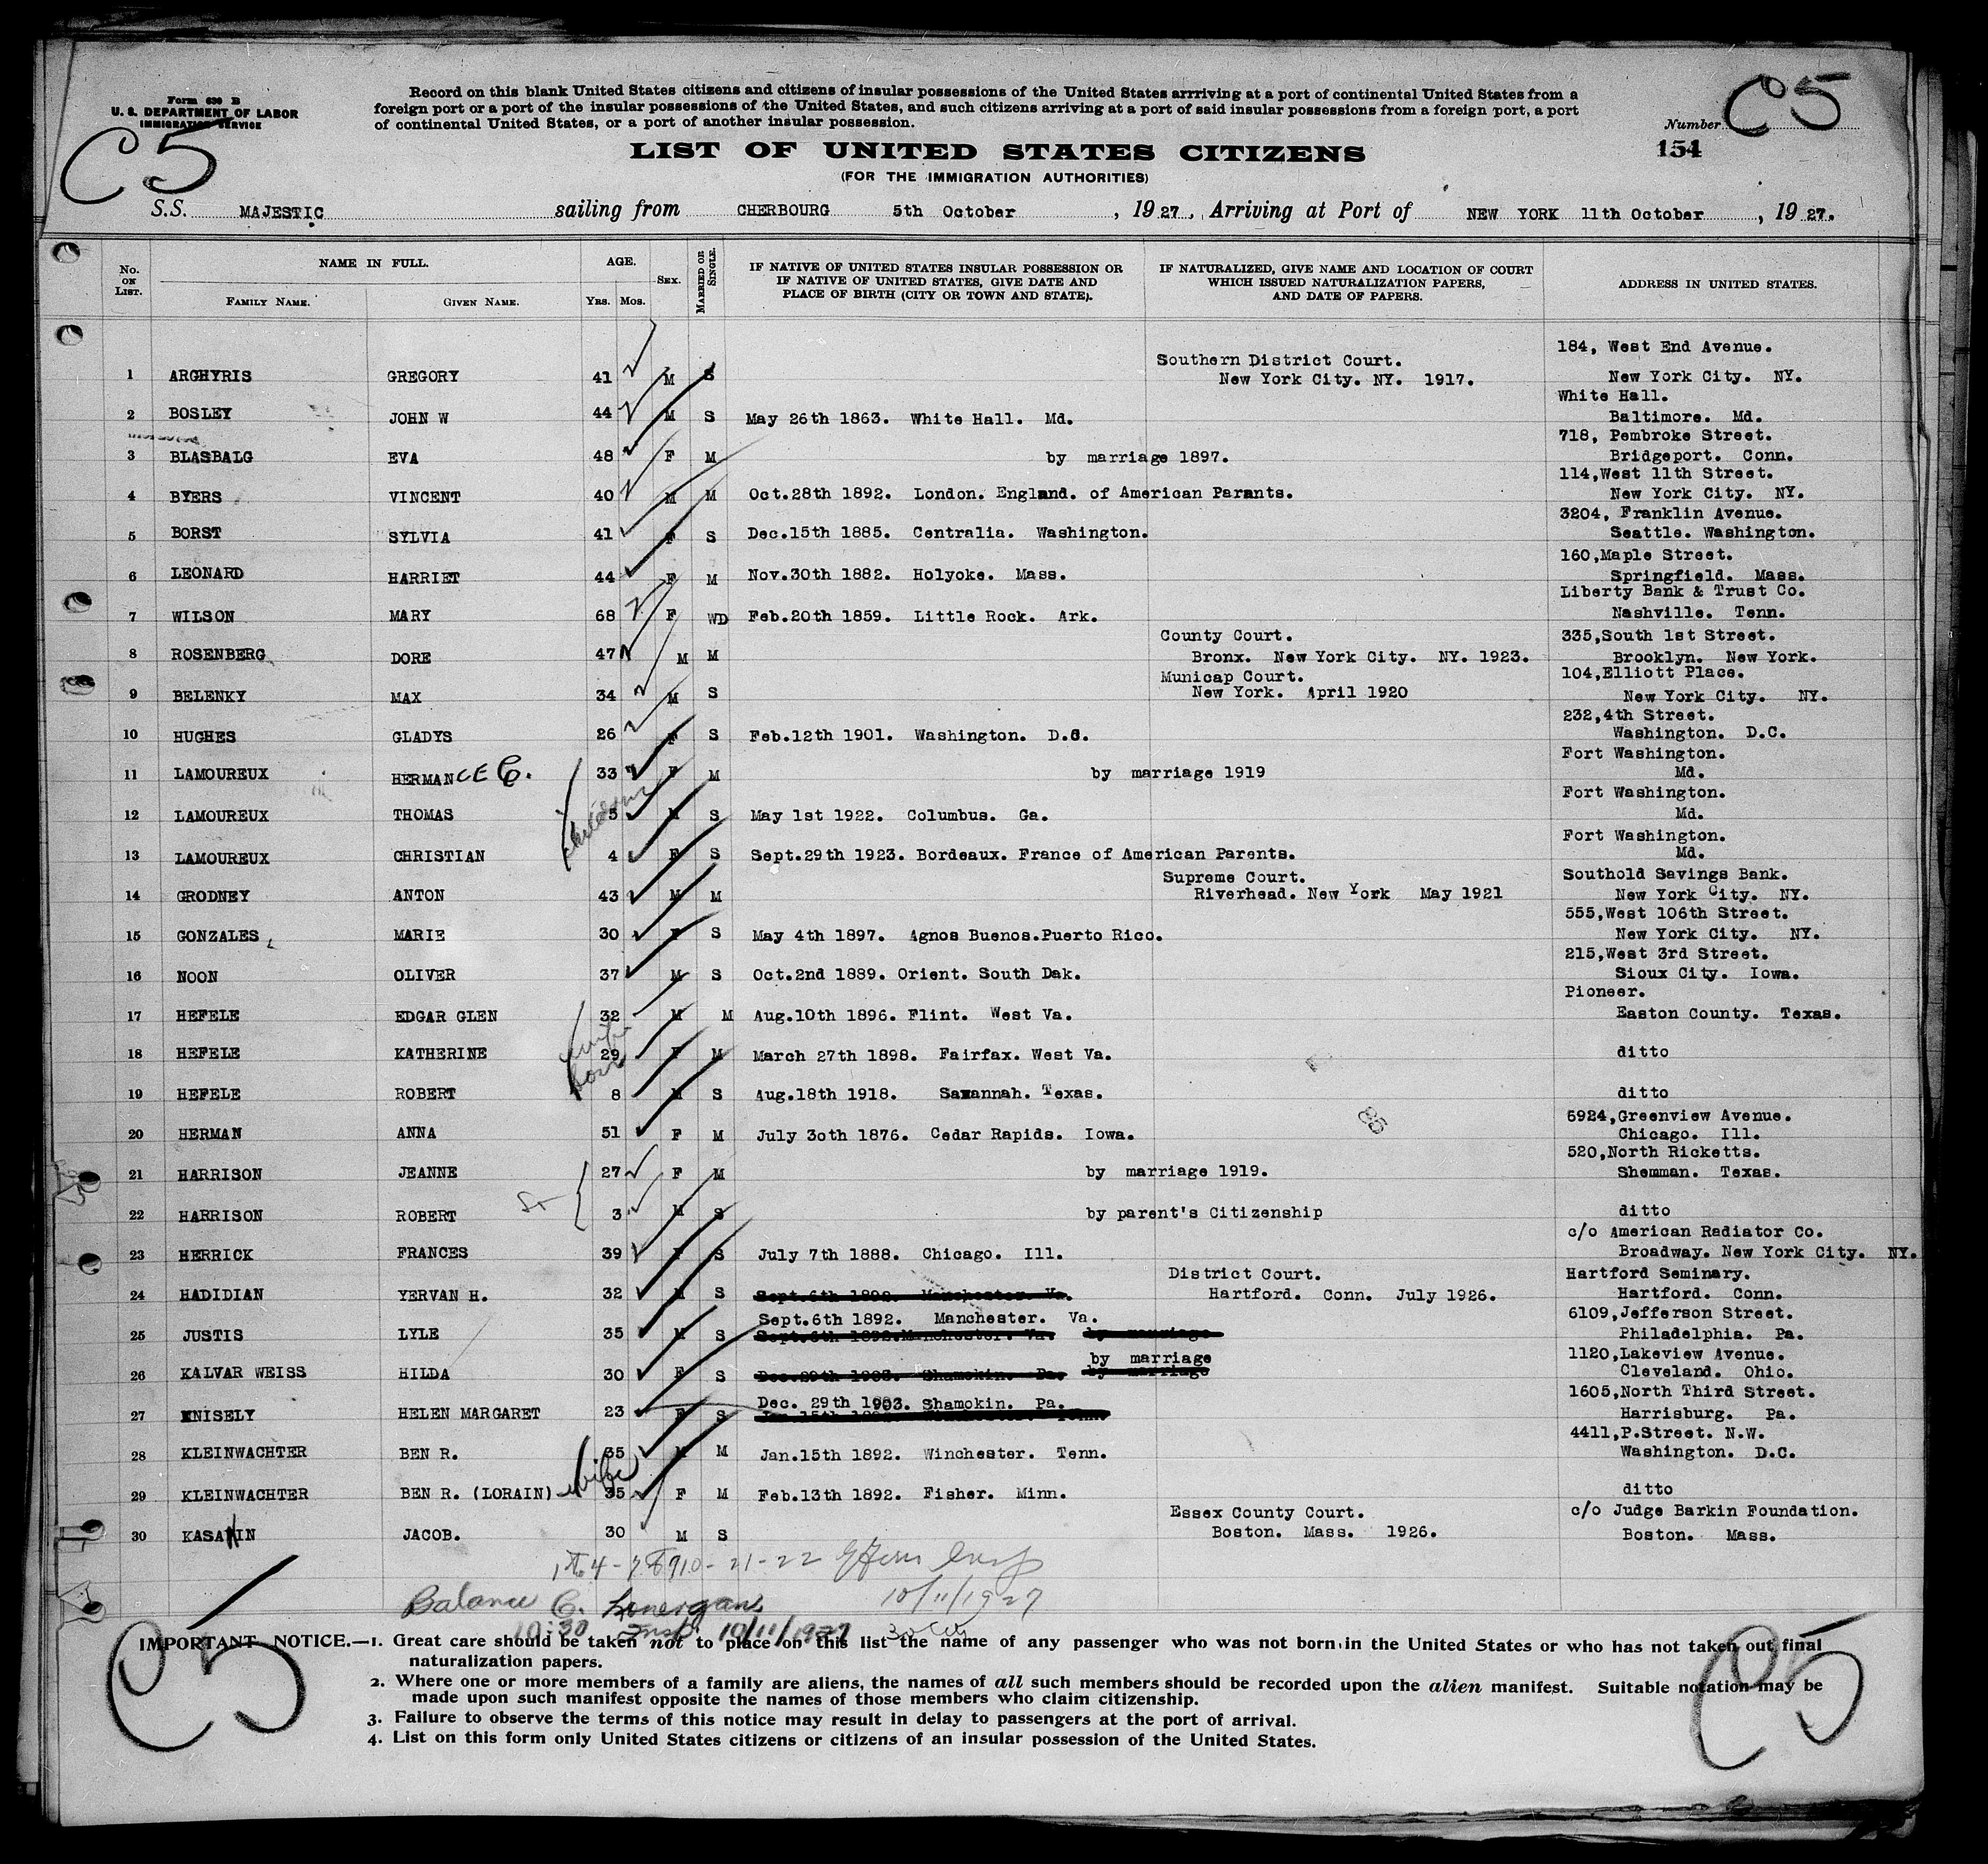 Form 630 B
U. S. DEPARTMENT OF LABOR
IMMIGRATION SERVICE
C5
Record on this blank United States citizens and citizens of insular possessions of the United States arrriving at a port of continental United States from a
foreign port or a port of the insular possessions of the United States, and such citizens arriving at a port of said insular possessions from a foreign port, a port
of continental United States, or a port of another insular possession.
Number C5
154
LIST OF UNITED STATES CITIZENS
(FOR THE IMMIGRATION AUTHORITIES)
S.S. MAJESTIC sailing from CHERBOURG 5th October , 19 27 , Arriving at Port of NEW YORK 11th October , 19 27.
No. ON LIST.
NAME IN FULL.
FAMILY NAME. GIVEN NAME.
AGE.
Yrs. Mos.
SEX.
MARRIED OR SINGLE.
IF NATIVE OF UNITED STATES INSULAR POSSESSION OR
IF NATIVE OF UNITED STATES, GIVE DATE AND
PLACE OF BIRTH (CITY OR TOWN AND STATE).
IF NATURALIZED, GIVE NAME AND LOCATION OF COURT
WHICH ISSUED NATURALIZATION PAPERS,
AND DATE OF PAPERS.
ADDRESS IN UNITED STATES.
Southern District Court. 184, West End Avenue.
1 ARGHYRIS GREGORY 41 M S New York City. NY. 1917. New York City. NY.
White Hall.
2 BOSLEY JOHN W 44 M S May 26th 1863. White Hall. Md. Baltimore. Md.
718, Pembroke Street.
3 BLASBALG EVA 48 F M by marriage 1897. Bridgeport. Conn.
114,West 11th Street.
4 BYERS VINCENT 40 M M Oct.28th 1892. London. England. of American Parants. New York City. NY.
3204, Franklin Avenue.
5 BORST SYLVIA 41 F S Dec.15th 1885. Centralia. Washington. Seattle. Washington.
160,Maple Street.
6 LEONARD HARRIET 44 F M Nov.30th 1882. Holyoke. Mass. Springfield. Mass.
Liberty Bank & Trust Co.
7 WILSON MARY 68 F WD Feb.20th 1859. Little Rock. Ark. Nashville. Tenn.
County Court. 335,South 1st Street.
8 ROSENBERG DORE 47 M M Bronx. New York City. NY. 1923. Brooklyn. New York.
Municap Court. 104,Elliott Place.
9 BELENKY MAX 34 M S New York. April 1920 New York City. NY.
232,4th Street.
10 HUGHES GLADYS 26 F S Feb.12th 1901. Washington. D.C. Washington. D.C.
Fort Washington.
11 LAMOUREUX HERMANCE C. 33 F M by marriage 1919 Md.
children
Fort Washington.
12 LAMOUREUX THOMAS 5 M S May 1st 1922. Columbus. Ga. Md.
Fort Washington.
13 LAMOUREUX CHRISTIAN 4 F S Sept.29th 1923. Bordeaux. France of American Parents. Md.
Supreme Court. Southold Savings Bank.
14 GRODNEY ANTON 43 M M Riverhead. New York May 1921 New York City. NY.
555,West 106th Street.
15 GONZALES MARIE 30 F S May 4th 1897. Agnos Buenos.Puerto Rico. New York City. NY.
215,West 3rd Street.
16 NOON OLIVER 37 M S Oct.2nd 1889. Orient. South Dak. Sioux City. Iowa.
Pioneer.
17 HEFELE EDGAR GLEN 32 M M Aug.10th 1896. Flint. West Va. Easton County. Texas.
wife
18 HEFELE KATHERINE 29 F M March 27th 1898. Fairfax. West Va. ditto
son
19 HEFELE ROBERT 8 M S Aug.18th 1918. Savannah. Texas. ditto
85
5924,Greenview Avenue.
20 HERMAN ANNA 51 F M July 3oth 1876. Cedar Rapids. Iowa. Chicago. Ill.
520,North Ricketts.
21 HARRISON JEANNE 27 F M by marriage 1919. Shemman. Texas.
22 HARRISON ROBERT 3 M S by parent's Citizenship ditto
c/o American Radiator Co.
23 HERRICK FRANCES 39 F S July 7th 1888. Chicago. Ill. Broadway. New York City. NY.
District Court. Hartford Seminary.
24 HADIDIAN YERVAN H. 32 M S Sept.6th 1892. Manchester. Va. Hartford. Conn. July 1926. Hartford. Conn.
Sept.6th 1892. Manchester. Va. 6109,Jefferson Street.
25 JUSTIS LYLE 35 M S Sept.6th 1892.Manchester. Va. by marriage Philadelphia. Pa.
by marriage 1120,Lakeview Avenue.
26 KALVAR WEISS HILDA 30 F S Dec.29th 1903. Shamokin. Pa. by marriage Cleveland. Ohio.
Dec. 29th 1903. Shamokin. Pa. 1605,North Third Street.
27 KNISELY HELEN MARGARET 23 F S Harrisburg. Pa.
4411,P.Street. N.W.
28 KLEINWACHTER BEN R. 35 M M Jan.15th 1892. Winchester. Tenn. Washington. D.C.
wife
29 KLEINWACHTER BEN R. (LORAIN) 35 F M Feb.13th 1892. Fisher. Minn. ditto
Essex County Court. c/o Judge Barkin Foundation.
30 KASAKIN JACOB. 30 M S Boston. Mass. 1926. Boston. Mass.
10-21-22
Balance C. Lonergan 10/11/1927
10:30 Insp. 10/11/1927
IMPORTANT NOTICE.—1. Great care should be taken not to place on this list the name of any passenger who was not born in the United States or who has not taken out final
naturalization papers.
2. Where one or more members of a family are aliens, the names of all such members should be recorded upon the alien manifest. Suitable notation may be
made upon such manifest opposite the names of those members who claim citizenship.
3. Failure to observe the terms of this notice may result in delay to passengers at the port of arrival.
4. List on this form only United States citizens or citizens of an insular possession of the United States.
C5
C5